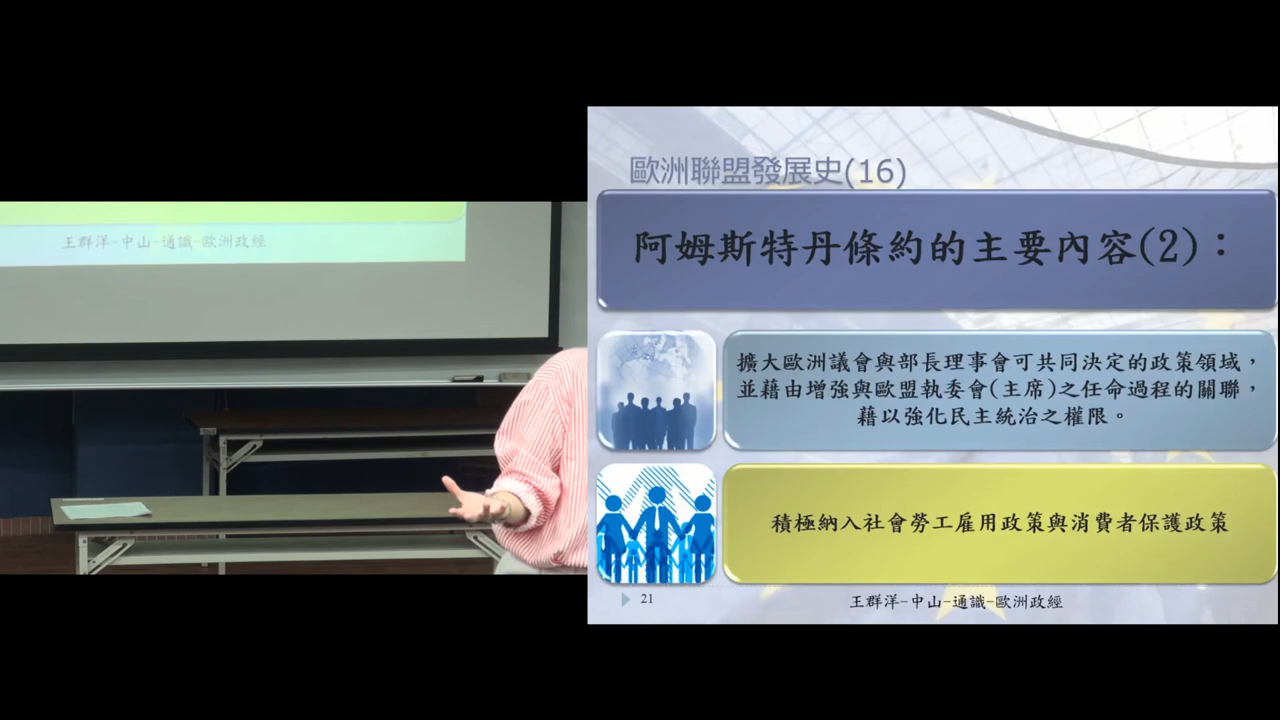 王群洋-中山-通識-歐洲政經
歐洲聯盟發展史(16)
阿姆斯特丹條約的主要內容(2)：
擴大歐洲議會與部長理事會可共同決定的政策領域，
並藉由增強與歐盟執委會(主席)之任命過程的關聯，
藉以強化民主統治之權限。
積極納入社會勞工雇用政策與消費者保護政策
21
王群洋-中山-通識-歐洲政經